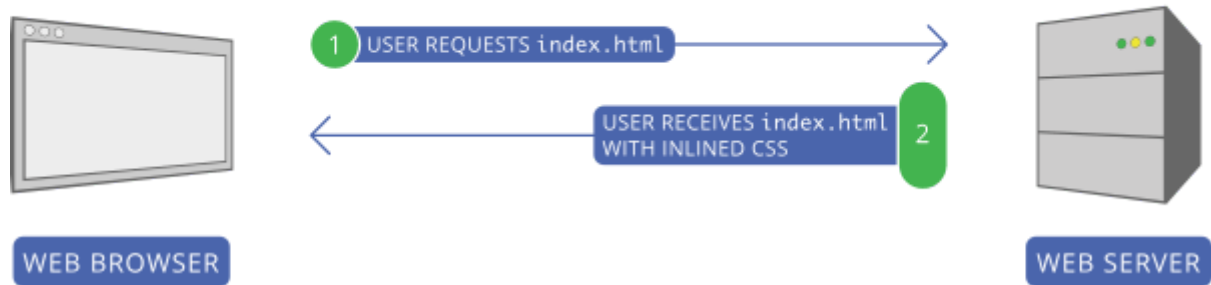 1 USER REQUESTS index.html
USER RECEIVES index.html
WITH INLINED CSS
2
WEB BROWSER
WEB SERVER